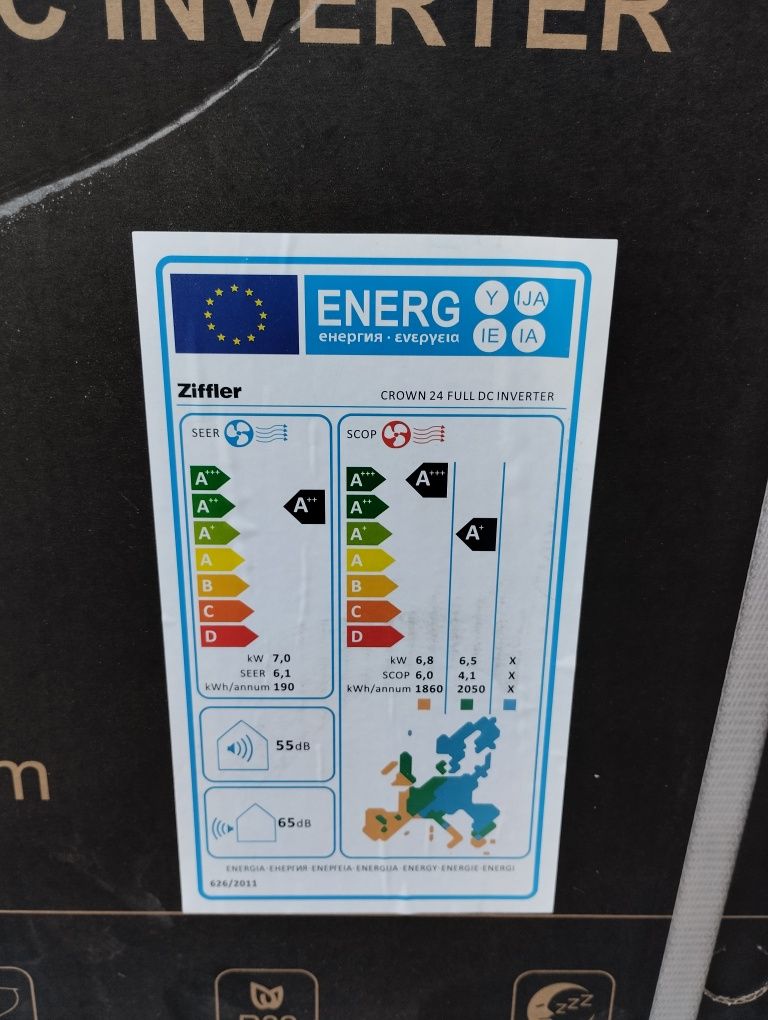 C INVERTER
ENERG
енергия · ενεργεια
Y IJA
IE IA
Ziffler
CROWN 24 FULL DC INVERTER
SEER
A+++
A++
A+
A
B
C
D
A++
kW 7,0
SEER 6,1
kWh/annum 190
SCOP
A+++
A++
A+
A
B
C
D
A+++
A+
kW 6,8 6,5 X
SCOP 6,0 4,1 X
kWh/annum 1860 2050 X
55dB
65dB
ENERGIA·ЕНЕРГИЯ·ΕΝΕΡΓΕΙΑ·ENERGIJA·ENERGY·ENERGIE·ENERGI
626/2011
m
zzz